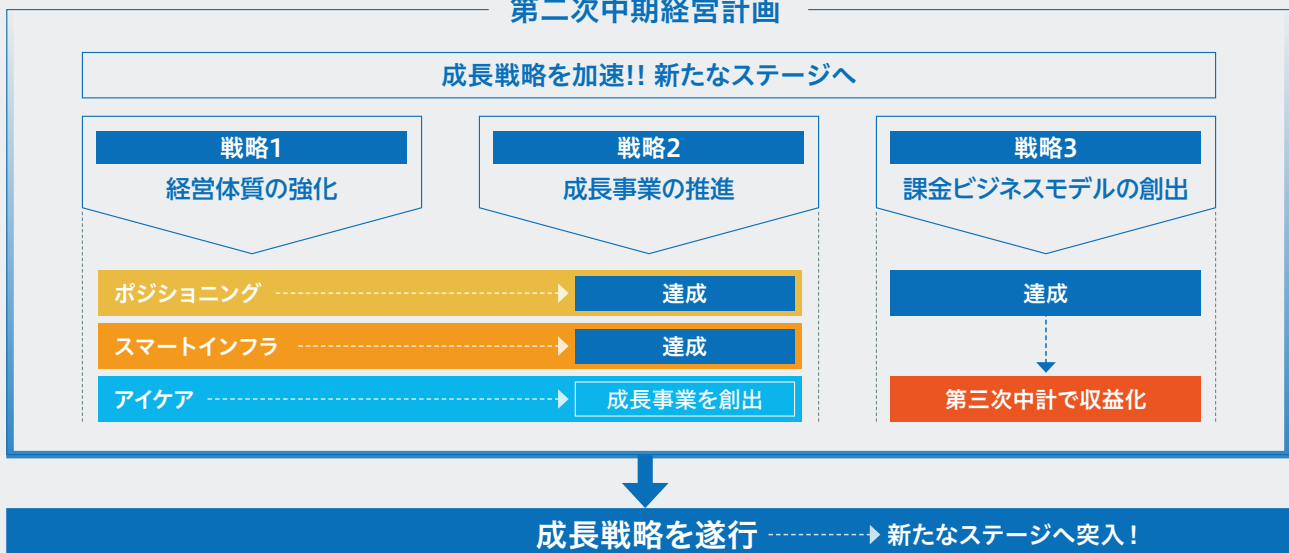 第二次中期経営計画
成長戦略を加速!! 新たなステージへ
戦略1
経営体質の強化
戦略2
成長事業の推進
戦略3
課金ビジネスモデルの創出
ポジショニング
達成
スマートインフラ
達成
アイケア
成長事業を創出
達成
第三次中計で収益化
成長戦略を遂行
新たなステージへ突入!